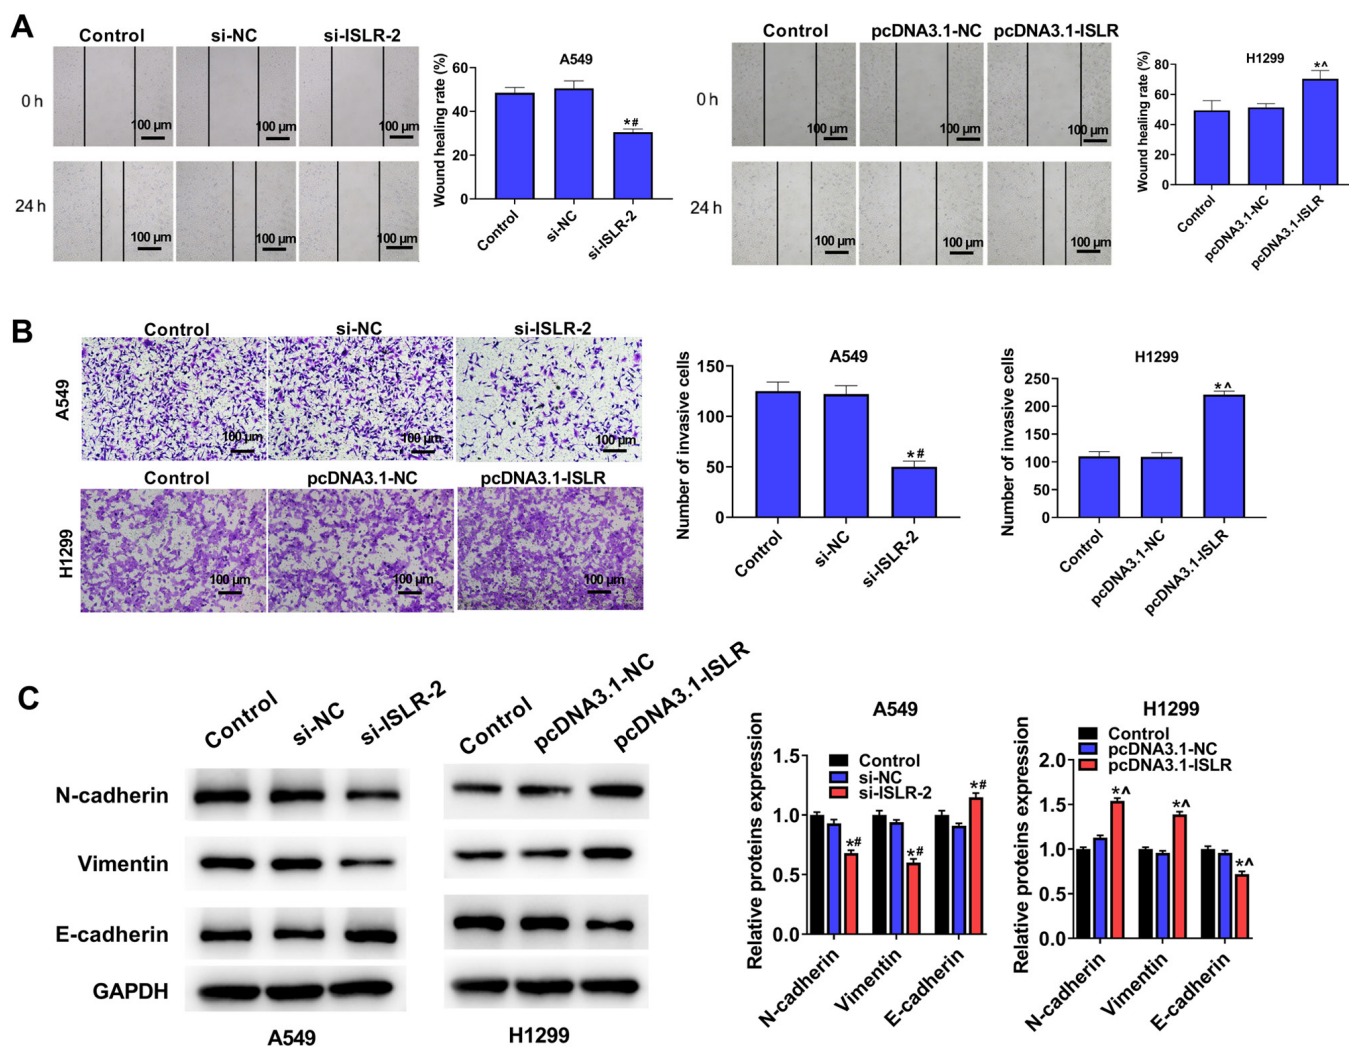 A
Control si-NC si-ISLR-2
0 h
100 µm 100 µm 100 µm
24 h
100 µm 100 µm 100 µm
A549
Wound healing rate (%)
60
40
20
0
Control si-NC si-ISLR-2
*#
Control pcDNA3.1-NC pcDNA3.1-ISLR
0 h
100 µm 100 µm 100 µm
24 h
100 µm 100 µm 100 µm
H1299
Wound healing rate (%)
80
60
40
20
0
Control pcDNA3.1-NC pcDNA3.1-ISLR
*^
B
Control si-NC si-ISLR-2
A549
100 µm 100 µm 100 µm
Control pcDNA3.1-NC pcDNA3.1-ISLR
H1299
100 µm 100 µm 100 µm
A549
Number of invasive cells
150
100
50
0
Control si-NC si-ISLR-2
*#
H1299
Number of invasive cells
250
200
150
100
50
0
Control pcDNA3.1-NC pcDNA3.1-ISLR
*^
C
Control si-NC si-ISLR-2
Control pcDNA3.1-NC pcDNA3.1-ISLR
N-cadherin
Vimentin
E-cadherin
GAPDH
A549 H1299
A549
Control
si-NC
si-ISLR-2
Relative proteins expression
1.5
1.0
0.5
0.0
*# *# *#
N-cadherin Vimentin E-cadherin
H1299
Control
pcDNA3.1-NC
pcDNA3.1-ISLR
Relative proteins expression
2.0
1.5
1.0
0.5
0.0
*^ *^ *^
N-cadherin Vimentin E-cadherin